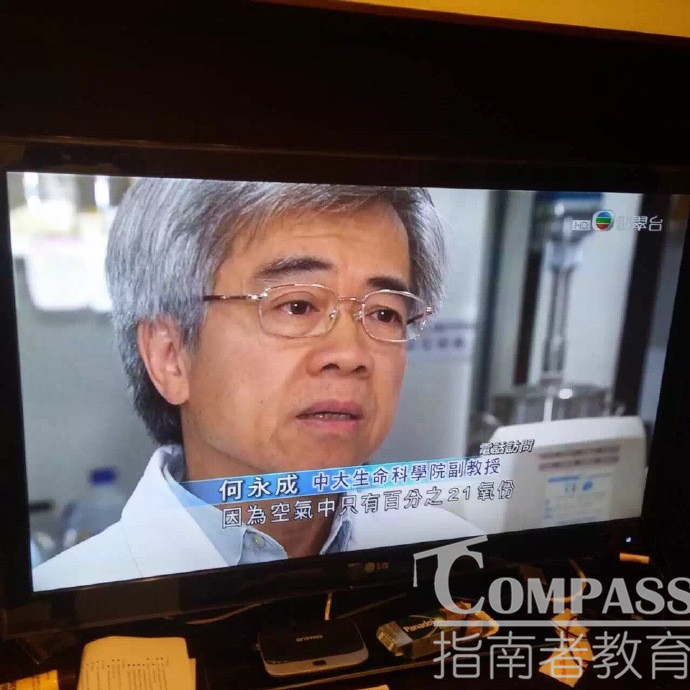 HD 翡翠台
電話訪問
何永成 中大生命科學院副教授
因為空氣中只有百分之21氧份
LG
COMPASS
指南者教育